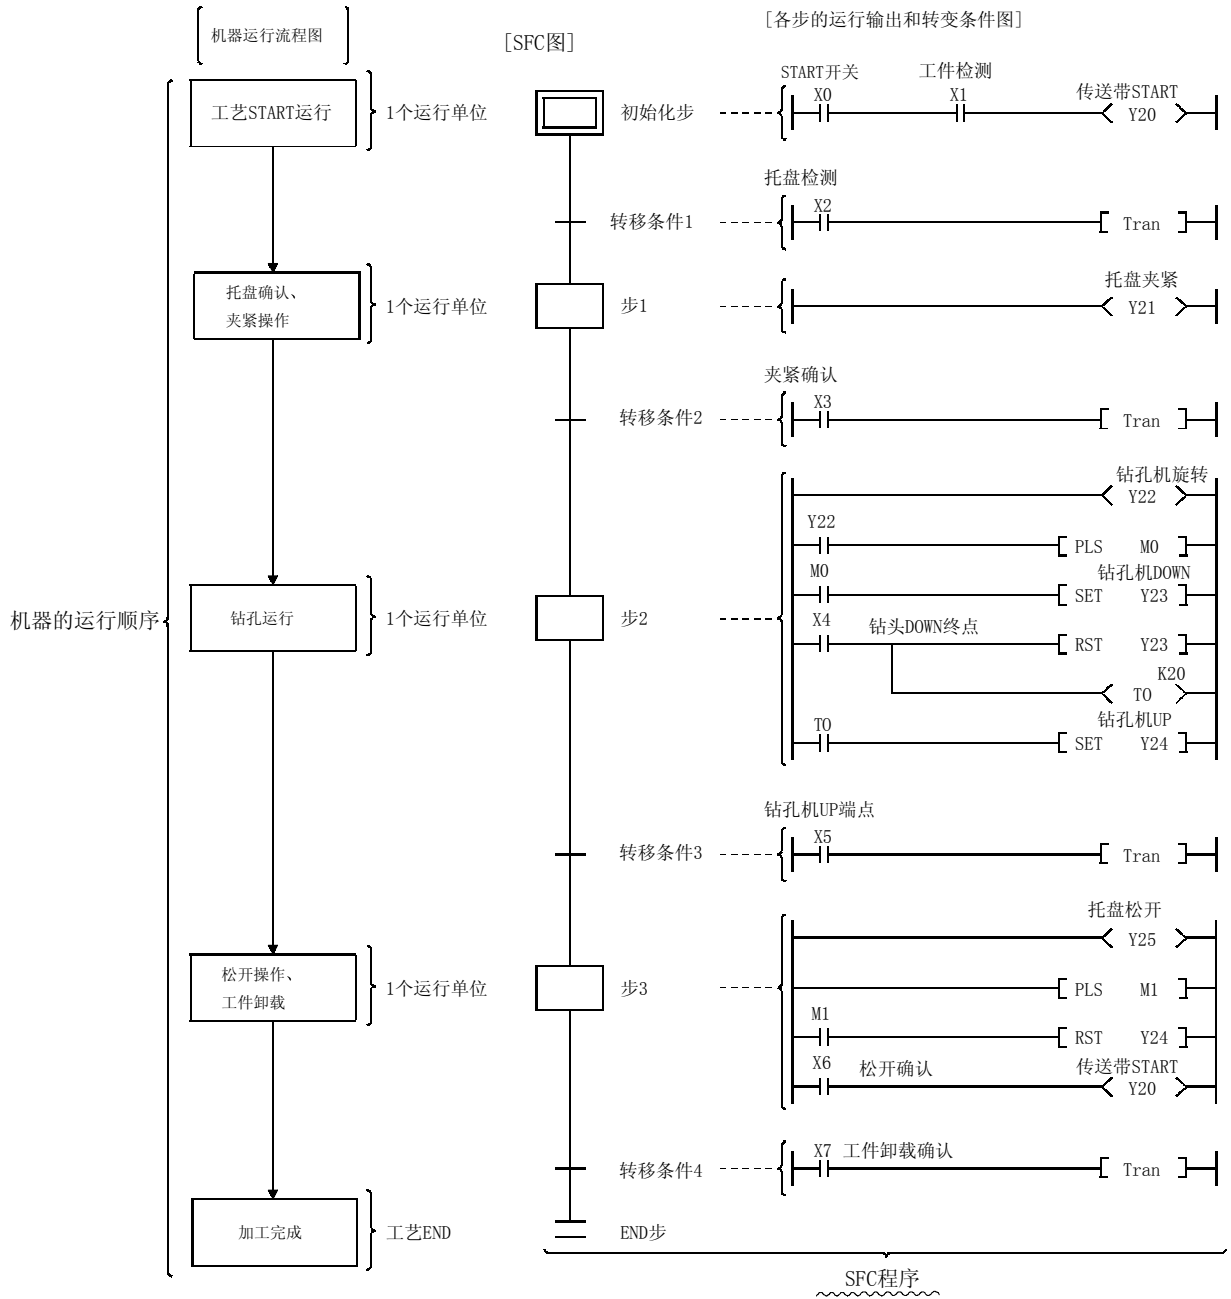 机器运行流程图
[SFC图]
[各步的运行输出和转变条件图]
工艺START运行
1个运行单位
初始化步
START开关
X0
工件检测
X1
传送带START
Y20
转移条件1
托盘检测
X2
Tran
托盘确认、
夹紧操作
1个运行单位
步1
托盘夹紧
Y21
转移条件2
夹紧确认
X3
Tran
机器的运行顺序
钻孔运行
1个运行单位
步2
钻孔机旋转
Y22
Y22
PLS M0
M0
钻孔机DOWN
SET Y23
X4
钻头DOWN终点
RST Y23
K20
T0
T0
钻孔机UP
SET Y24
转移条件3
钻孔机UP端点
X5
Tran
松开操作、
工件卸载
1个运行单位
步3
托盘松开
Y25
PLS M1
M1
RST Y24
X6
松开确认
传送带START
Y20
转移条件4
X7 工件卸载确认
Tran
加工完成
工艺END
END步
SFC程序